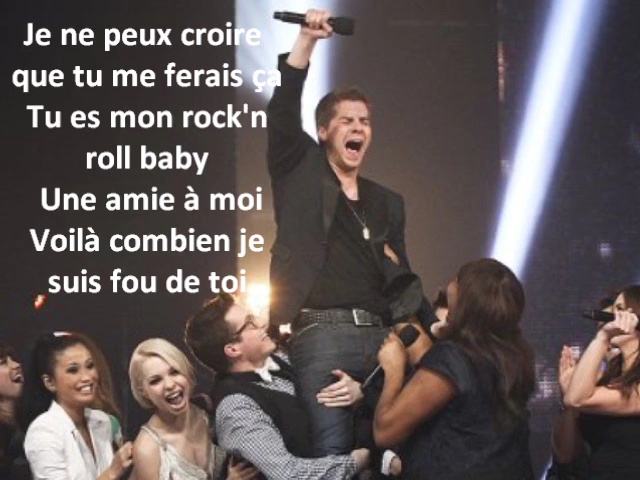 Je ne peux croire
que tu me ferais ça
Tu es mon rock'n
roll baby
Une amie à moi
Voilà combien je
suis fou de toi